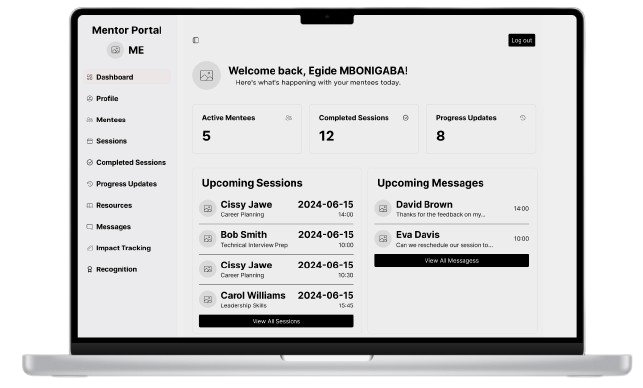 Mentor Portal
ME
Dashboard
Profile
Mentees
Sessions
Completed Sessions
Progress Updates
Resources
Messages
Impact Tracking
Recognition
Log out
Welcome back, Egide MBONIGABA!
Here's what's happening with your mentees today.
Active Mentees
5
Completed Sessions
12
Progress Updates
8
Upcoming Sessions
Cissy Jawe 2024-06-15
Career Planning 14:00
Bob Smith 2024-06-15
Technical Interview Prep 10:00
Cissy Jawe 2024-06-15
Career Planning 10:30
Carol Williams 2024-06-15
Leadership Skills 15:45
View All Sessions
Upcoming Messages
David Brown
Thanks for the feedback on my...
14:00
Eva Davis
Can we reschedule our session to...
10:00
View All Messagess